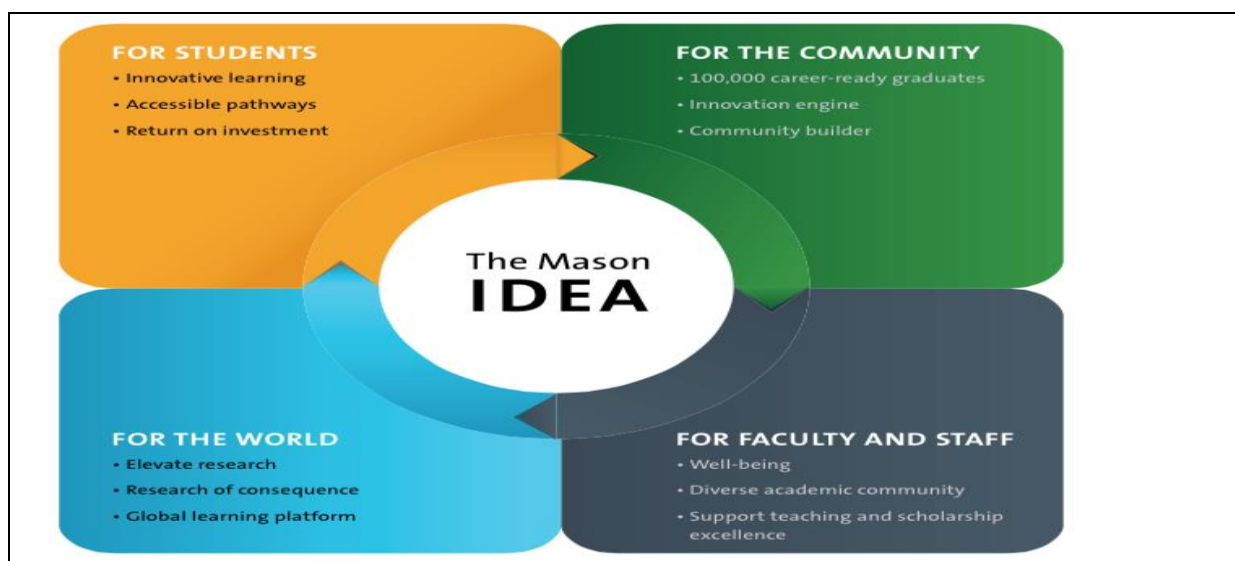 FOR STUDENTS
• Innovative learning
• Accessible pathways
• Return on investment
FOR THE COMMUNITY
• 100,000 career-ready graduates
• Innovation engine
• Community builder
The Mason
IDEA
FOR THE WORLD
• Elevate research
• Research of consequence
• Global learning platform
FOR FACULTY AND STAFF
• Well-being
• Diverse academic community
• Support teaching and scholarship
excellence